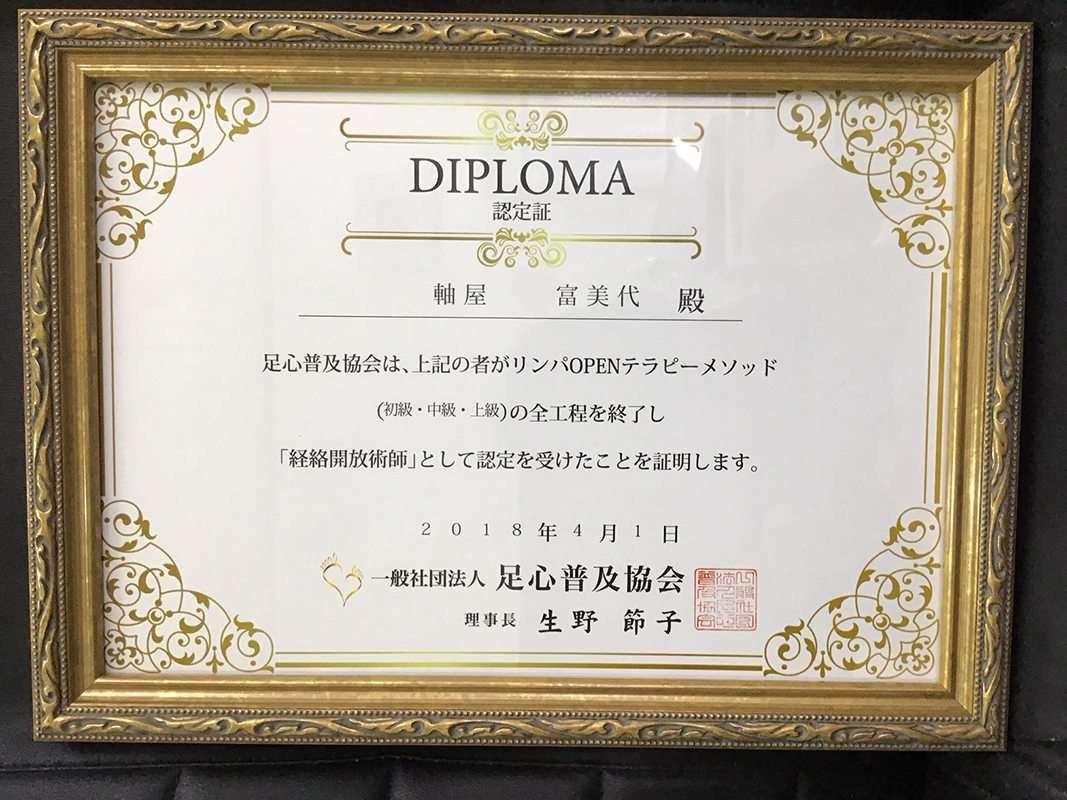 DIPLOMA
認定証
軸屋 富美代 殿
足心普及協会は、上記の者がリンパOPENテラピーメソッド
(初級・中級・上級)の全工程を終了し
「経絡開放術師」として認定を受けたことを証明します。
２０１８年４月１日
一般社団法人 足心普及協会
理事長 生野 節子